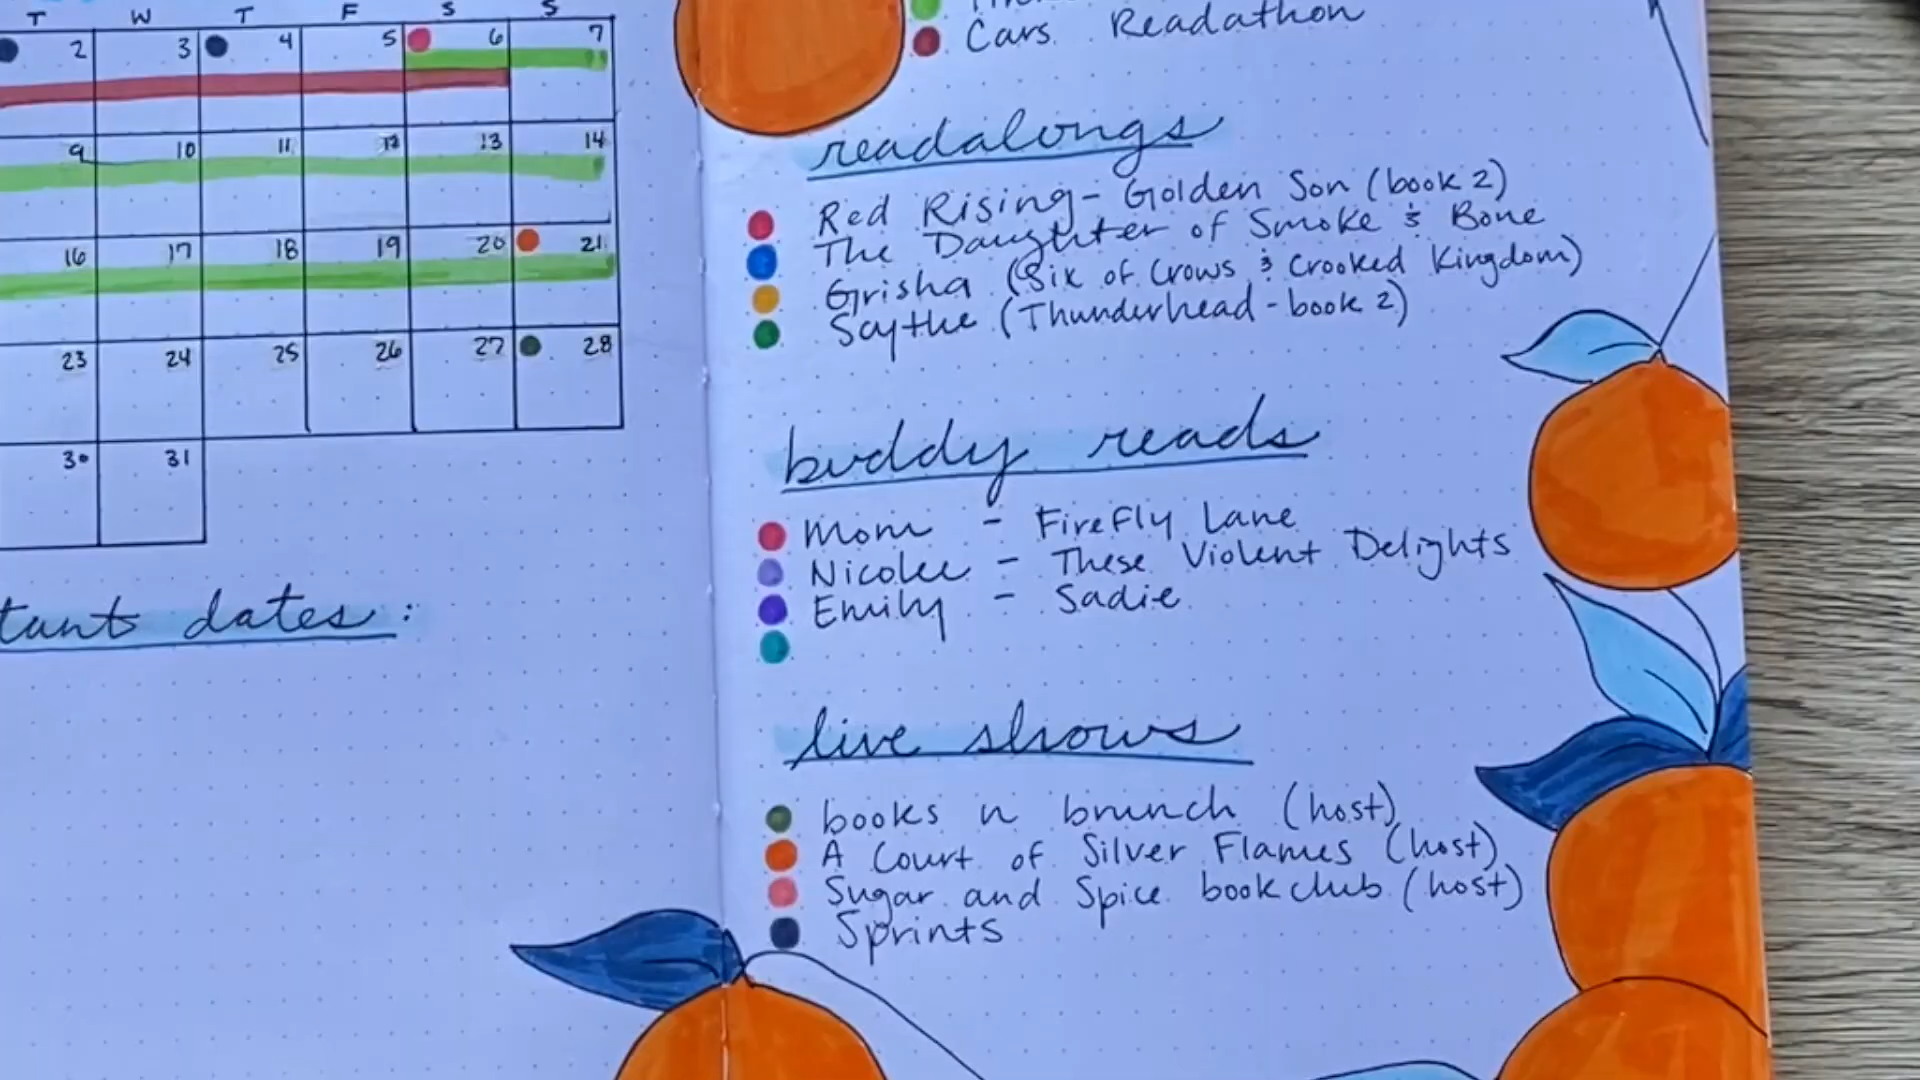 T W T F S S
2 3 4 5 6 7
9 10 11 12 13 14
16 17 18 19 20 21
23 24 25 26 27 28
30 31
dates:
Cars Readathon
readalongs
Red Rising - Golden Son (book 2)
The Daughter of Smoke & Bone
Grisha (Six of Crows & Crooked Kingdom)
Scythe (Thunderhead - book 2)
buddy reads
Mom - Firefly Lane
Nicolee - These Violent Delights
Emily - Sadie
live shows
books n brunch (host)
A Court of Silver Flames (host)
Sugar and Spice bookclub (host)
Sprints